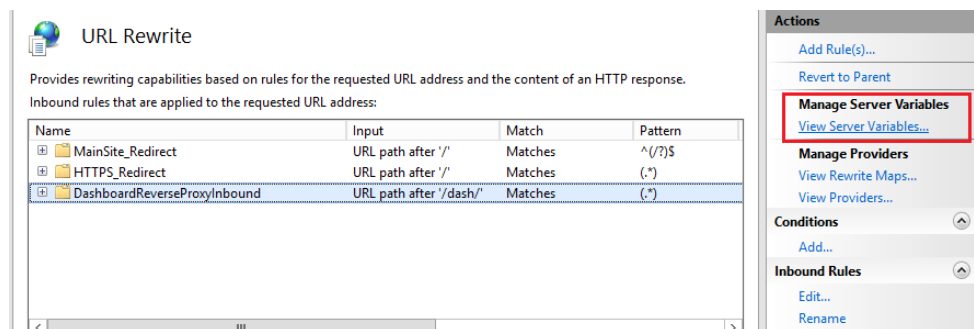 URL Rewrite
Provides rewriting capabilities based on rules for the requested URL address and the content of an HTTP response.
Inbound rules that are applied to the requested URL address:
Name Input Match Pattern
MainSite_Redirect URL path after '/' Matches ^(/?)$
HTTPS_Redirect URL path after '/' Matches (.*)
DashboardReverseProxyInbound URL path after '/dash/' Matches (.*)
Actions
Add Rule(s)...
Revert to Parent
Manage Server Variables
View Server Variables...
Manage Providers
View Rewrite Maps...
View Providers...
Conditions
Add...
Inbound Rules
Edit...
Rename